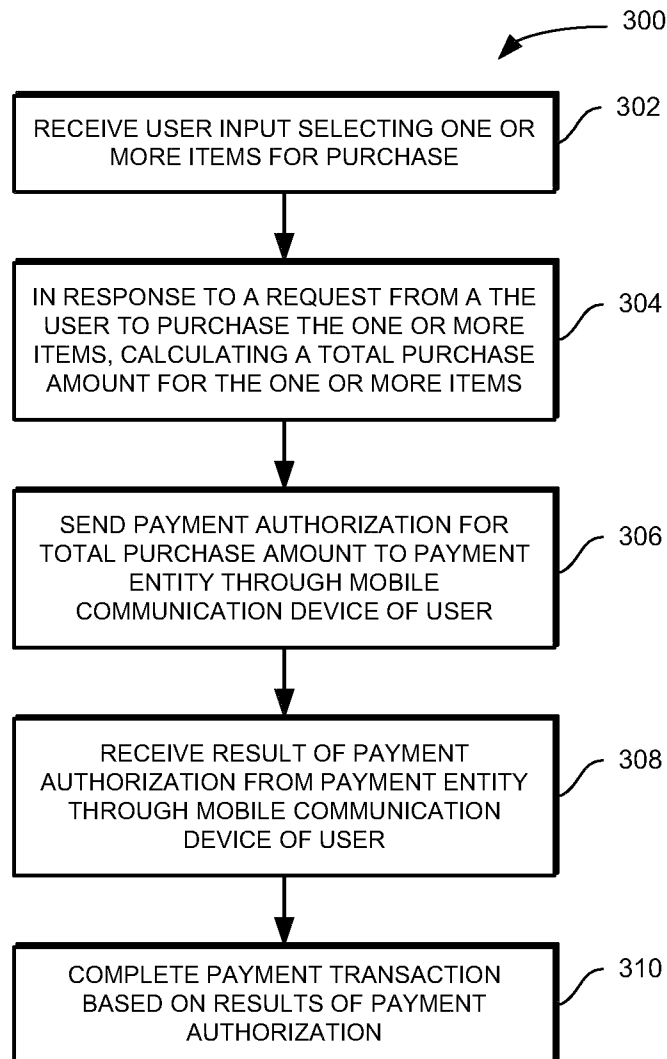 300
RECEIVE USER INPUT SELECTING ONE OR
MORE ITEMS FOR PURCHASE
302
IN RESPONSE TO A REQUEST FROM A THE
USER TO PURCHASE THE ONE OR MORE
ITEMS, CALCULATING A TOTAL PURCHASE
AMOUNT FOR THE ONE OR MORE ITEMS
304
SEND PAYMENT AUTHORIZATION FOR
TOTAL PURCHASE AMOUNT TO PAYMENT
ENTITY THROUGH MOBILE
COMMUNICATION DEVICE OF USER
306
RECEIVE RESULT OF PAYMENT
AUTHORIZATION FROM PAYMENT ENTITY
THROUGH MOBILE COMMUNICATION
DEVICE OF USER
308
COMPLETE PAYMENT TRANSACTION
BASED ON RESULTS OF PAYMENT
AUTHORIZATION
310